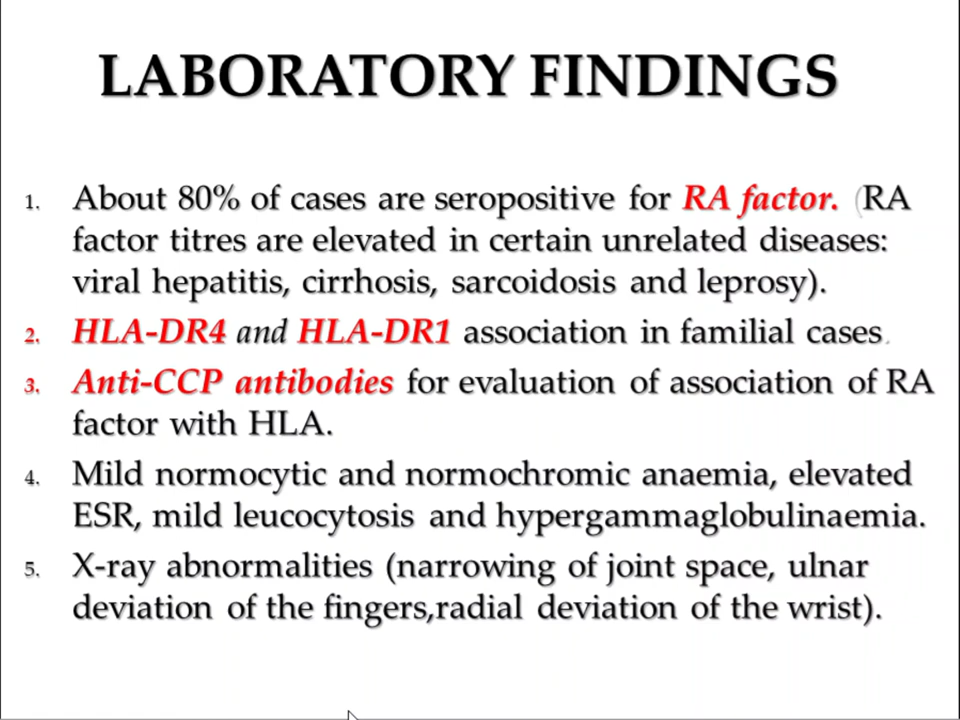 LABORATORY FINDINGS
1. About 80% of cases are seropositive for RA factor. (RA
factor titres are elevated in certain unrelated diseases:
viral hepatitis, cirrhosis, sarcoidosis and leprosy).
2. HLA-DR4 and HLA-DR1 association in familial cases.
3. Anti-CCP antibodies for evaluation of association of RA
factor with HLA.
4. Mild normocytic and normochromic anaemia, elevated
ESR, mild leucocytosis and hypergammaglobulinaemia.
5. X-ray abnormalities (narrowing of joint space, ulnar
deviation of the fingers,radial deviation of the wrist).